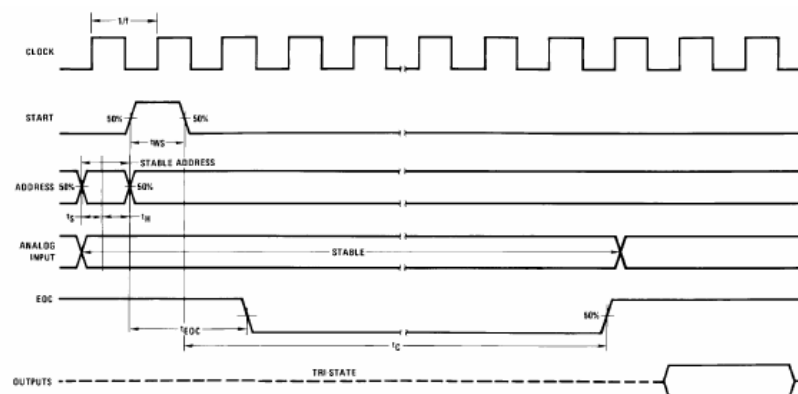 1/f
CLOCK
START
50%
50%
tWS
STABLE ADDRESS
ADDRESS
50%
50%
tS
tH
ANALOG
INPUT
STABLE
EOC
50%
tEOC
tC
TRI-STATE
OUTPUTS